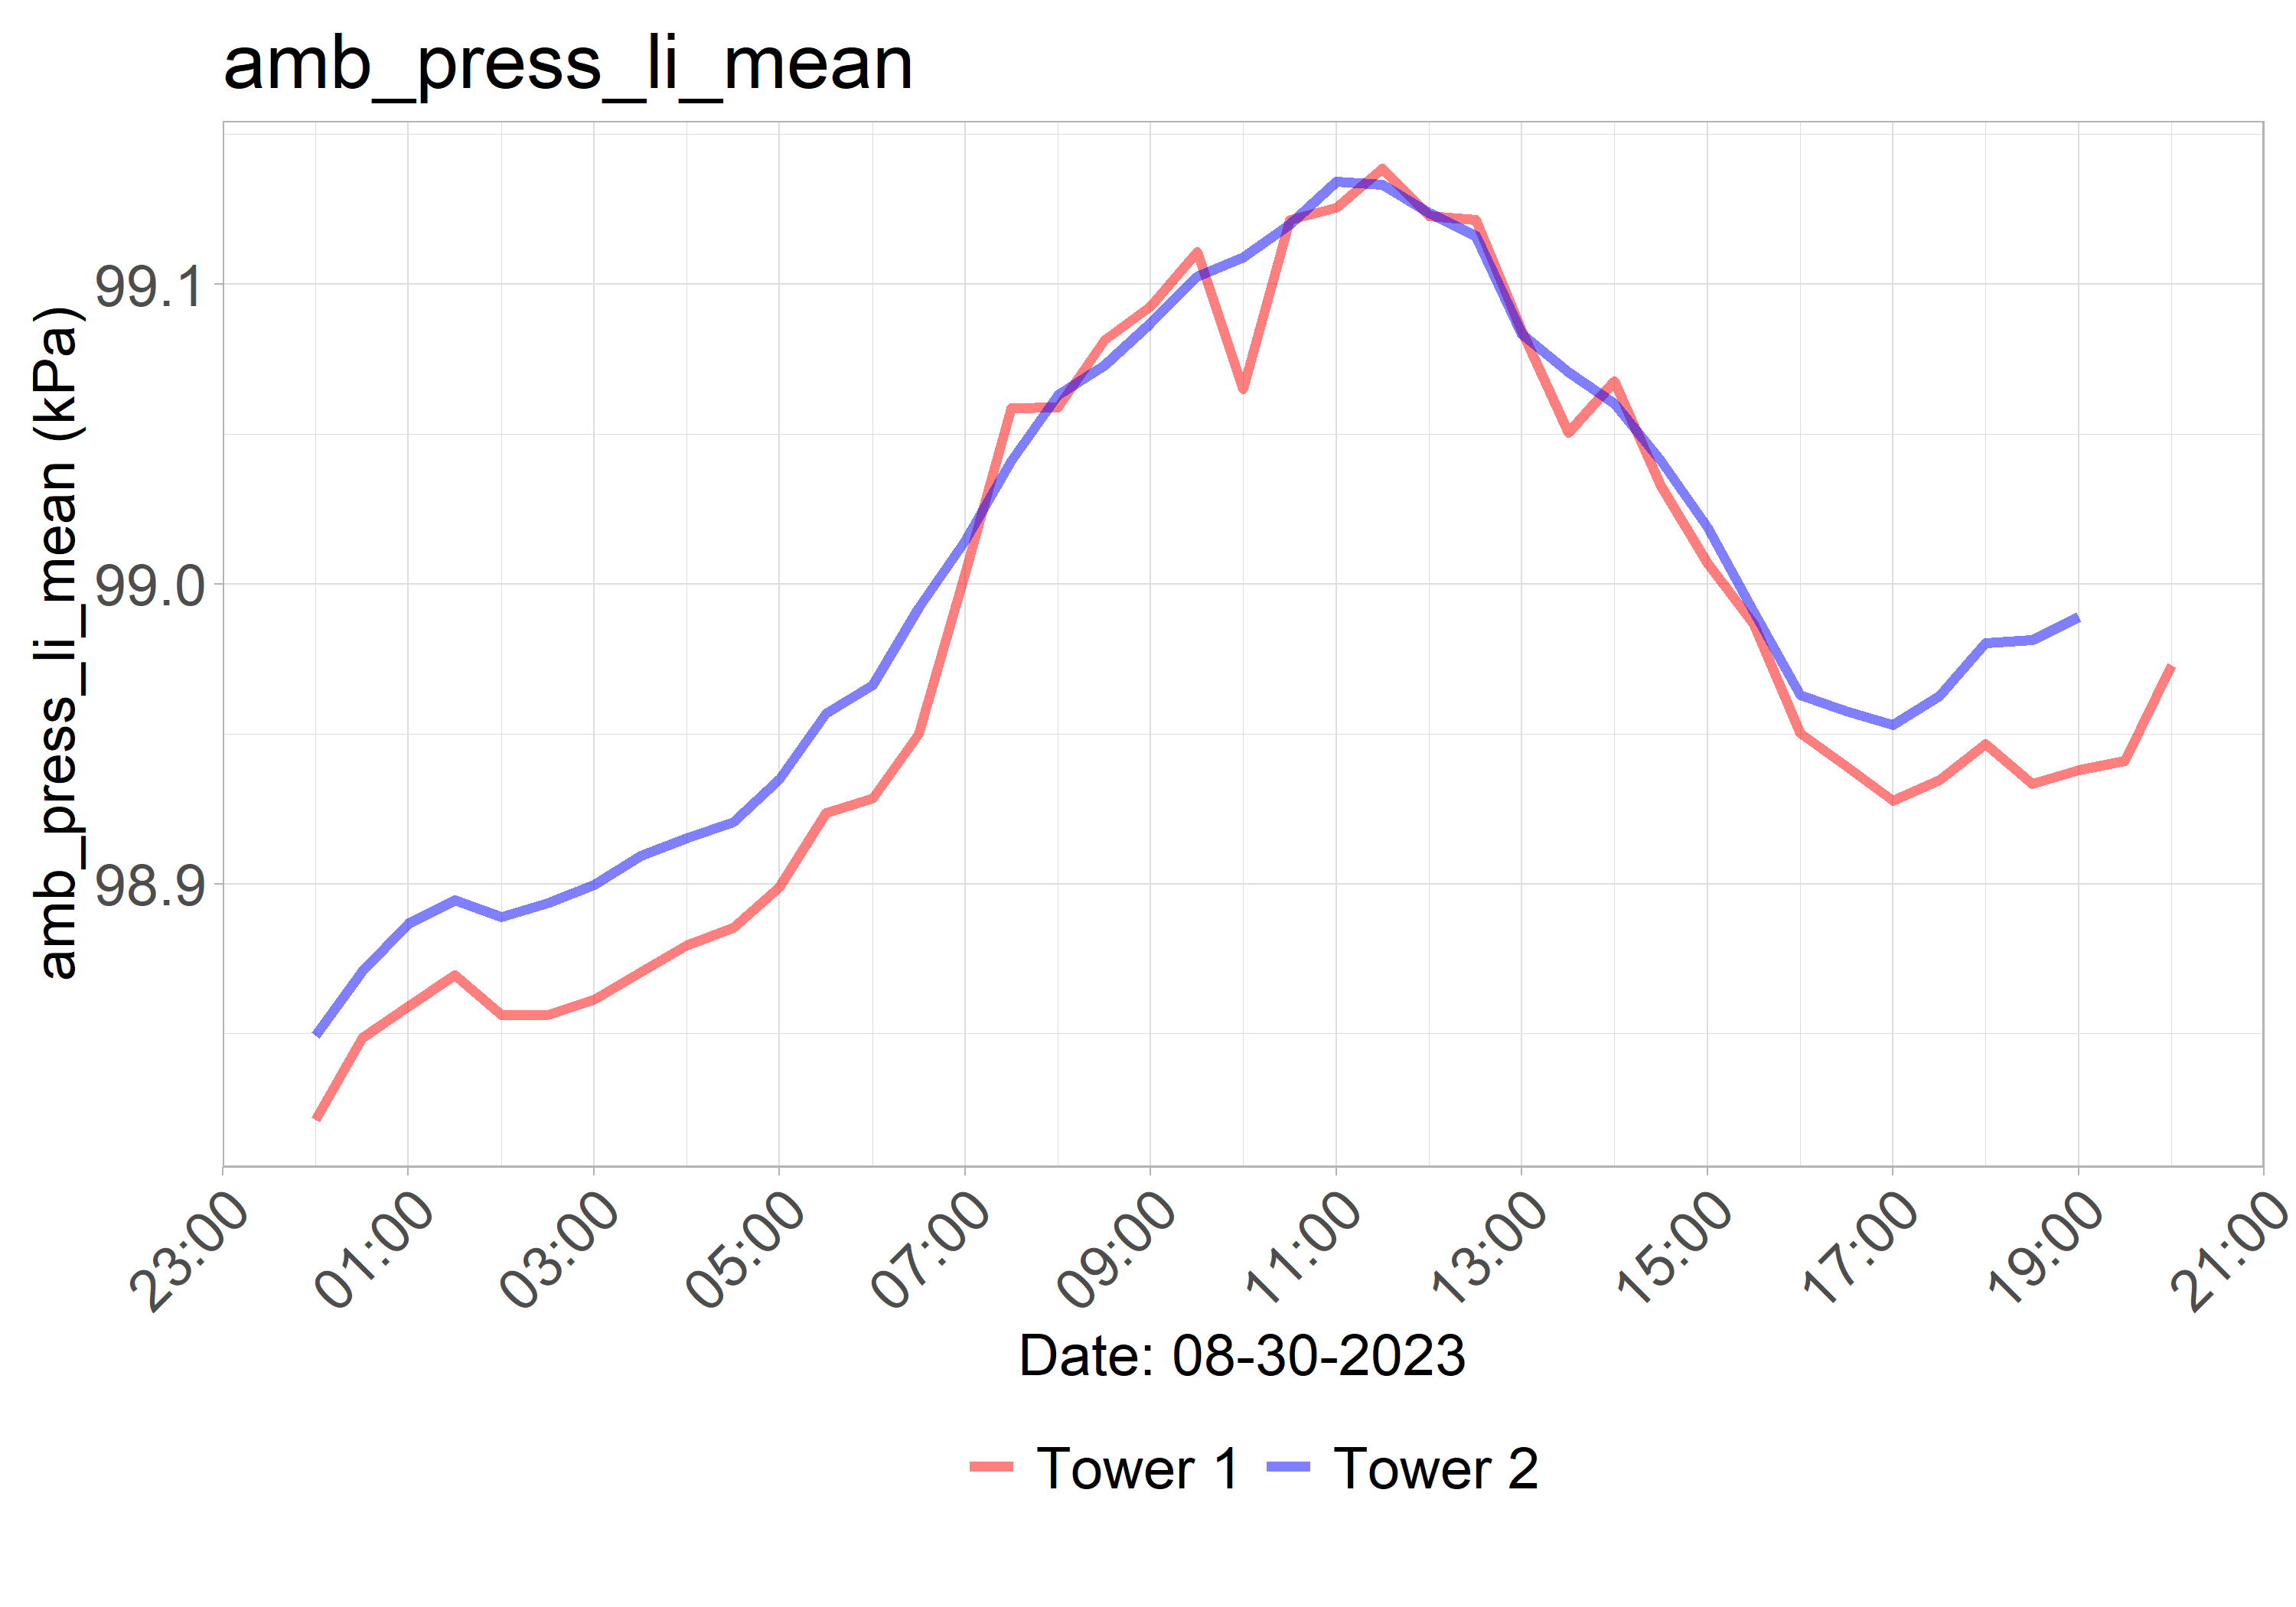 amb_press_li_mean
amb_press_li_mean (kPa)
99.1
99.0
98.9
23:00 01:00 03:00 05:00 07:00 09:00 11:00 13:00 15:00 17:00 19:00 21:00
Date: 08-30-2023
Tower 1 Tower 2